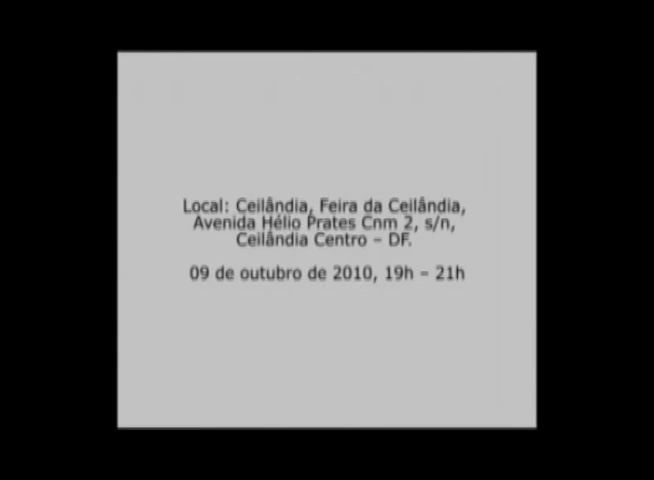 Local: Ceilândia, Feira da Ceilândia,
Avenida Hélio Prates Cnm 2, s/n,
Ceilândia Centro – DF.
09 de outubro de 2010, 19h – 21h